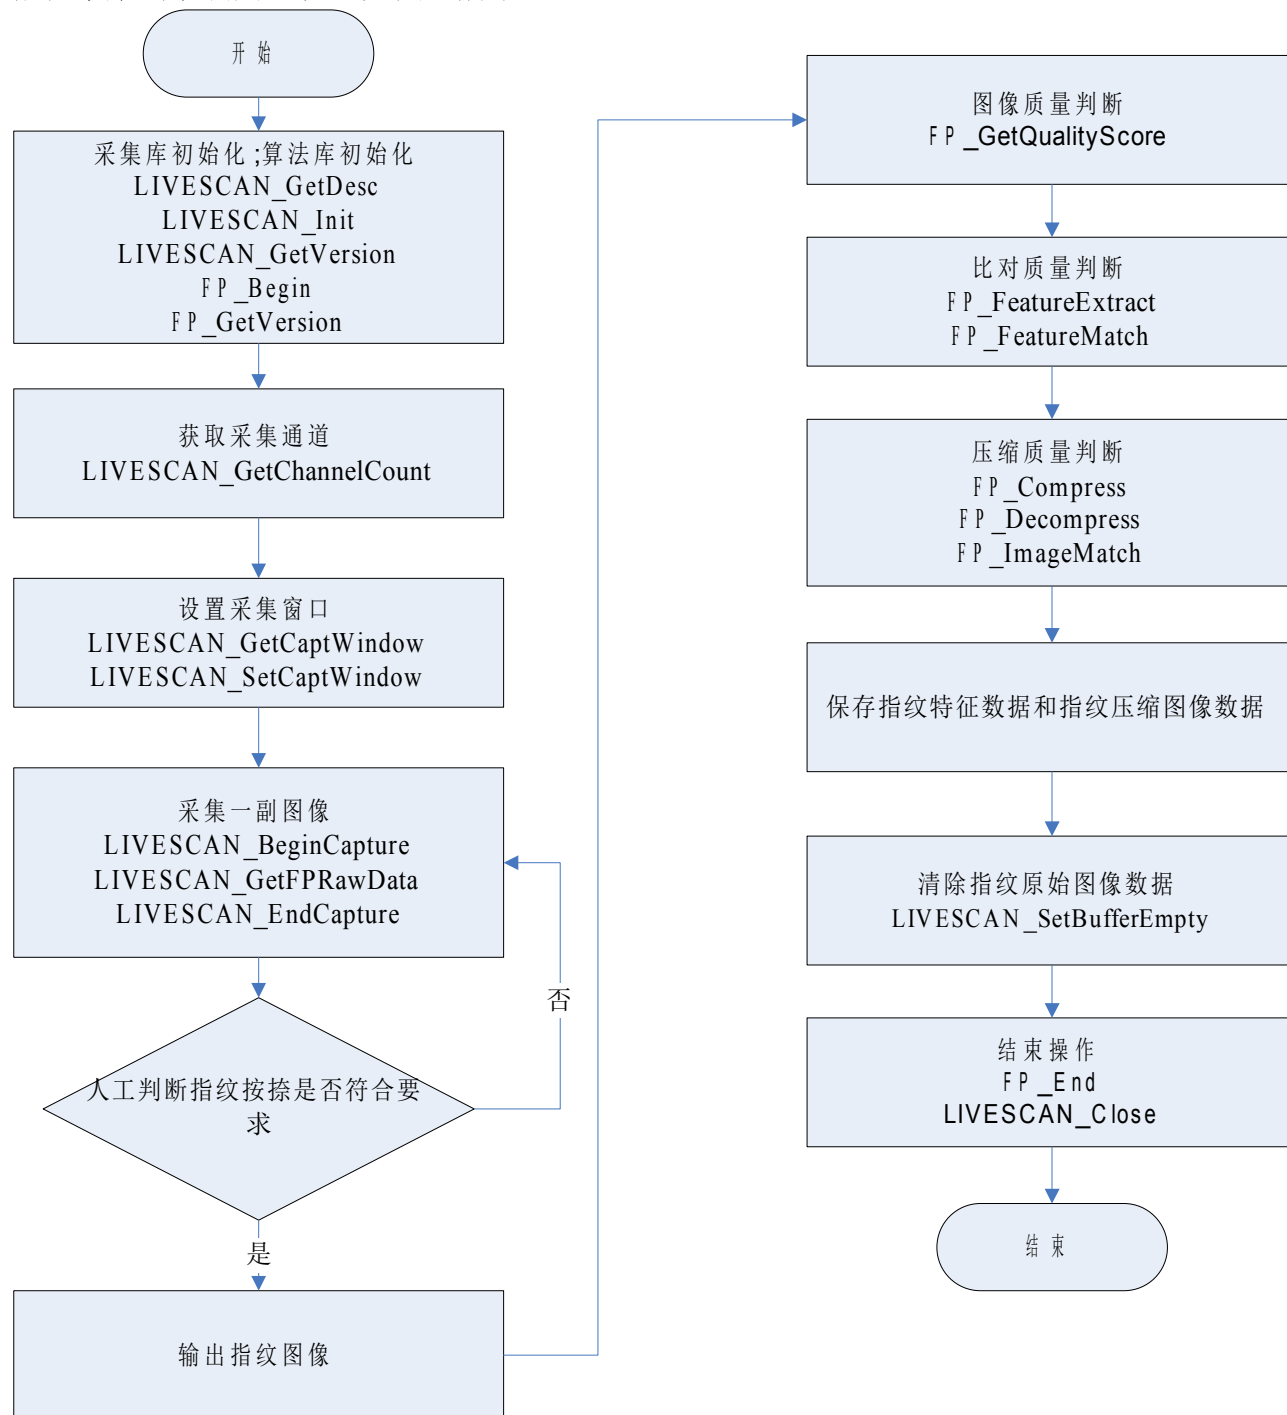 开始
采集库初始化;算法库初始化
LIVESCAN_GetDesc
LIVESCAN_Init
LIVESCAN_GetVersion
FP_Begin
FP_GetVersion
获取采集通道
LIVESCAN_GetChannelCount
设置采集窗口
LIVESCAN_GetCaptWindow
LIVESCAN_SetCaptWindow
采集一副图像
LIVESCAN_BeginCapture
LIVESCAN_GetFPRawData
LIVESCAN_EndCapture
否
人工判断指纹按捺是否符合要
求
是
输出指纹图像
图像质量判断
FP_GetQualityScore
比对质量判断
FP_FeatureExtract
FP_FeatureMatch
压缩质量判断
FP_Compress
FP_Decompress
FP_ImageMatch
保存指纹特征数据和指纹压缩图像数据
清除指纹原始图像数据
LIVESCAN_SetBufferEmpty
结束操作
FP_End
LIVESCAN_Close
结束